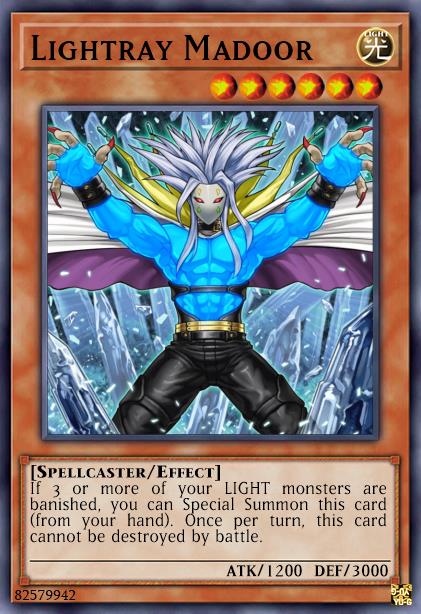 Lightray Madoor
LIGHT
光
[Spellcaster/Effect]
If 3 or more of your LIGHT monsters are
banished, you can Special Summon this card
(from your hand). Once per turn, this card
cannot be destroyed by battle.
ATK/1200 DEF/3000
82579942